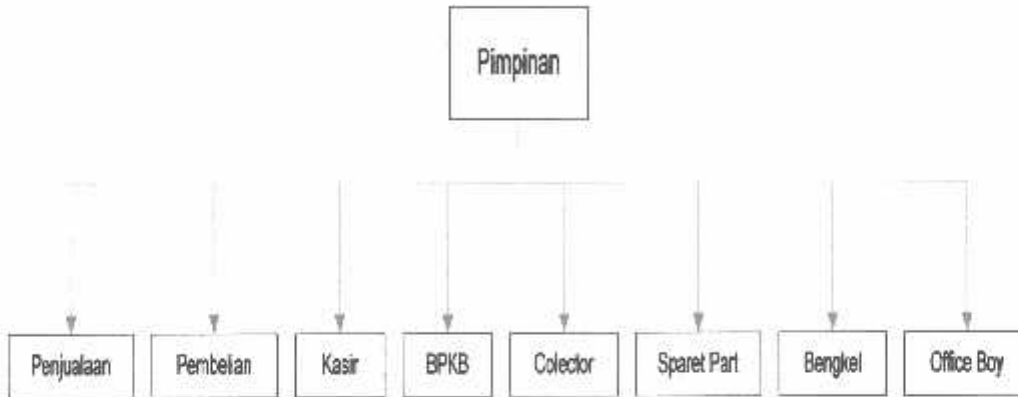 Pimpinan
Penjualaan
Pembelian
Kasir
BPKB
Colector
Sparet Part
Bengkel
Office Boy